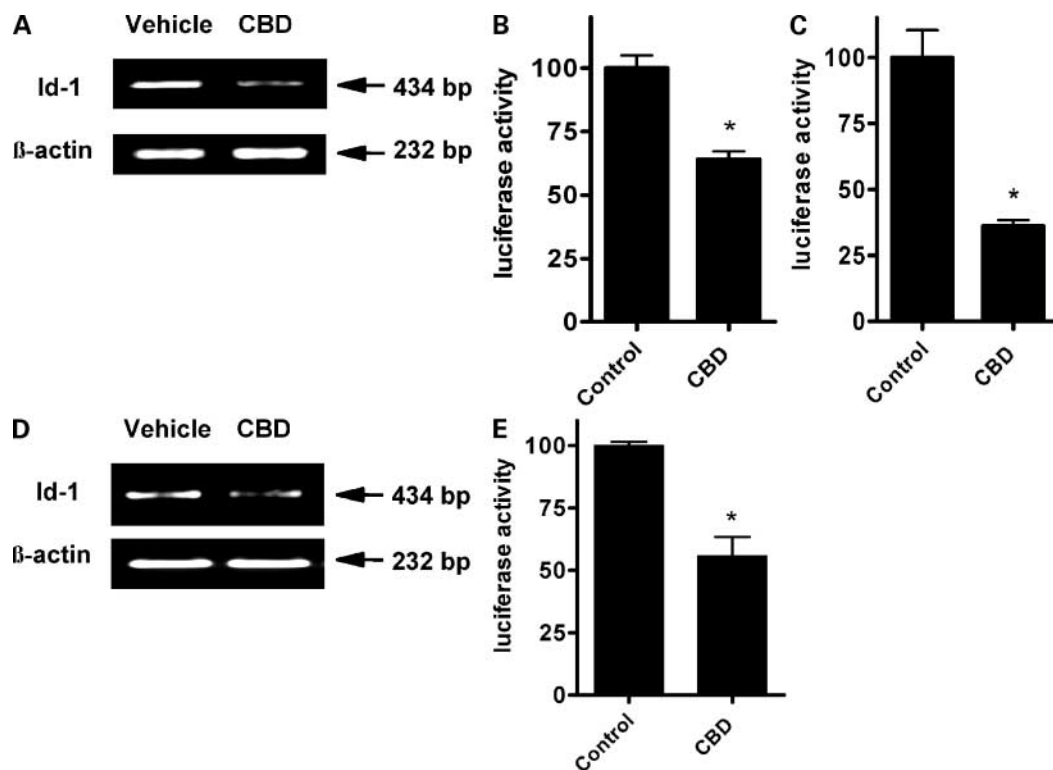 A
Vehicle CBD
Id-1
434 bp
ß-actin
232 bp
B
luciferase activity
100
75
50
25
0
*
Control
CBD
C
luciferase activity
100
75
50
25
0
*
Control
CBD
D
Vehicle CBD
Id-1
434 bp
ß-actin
232 bp
E
luciferase activity
100
75
50
25
0
*
Control
CBD